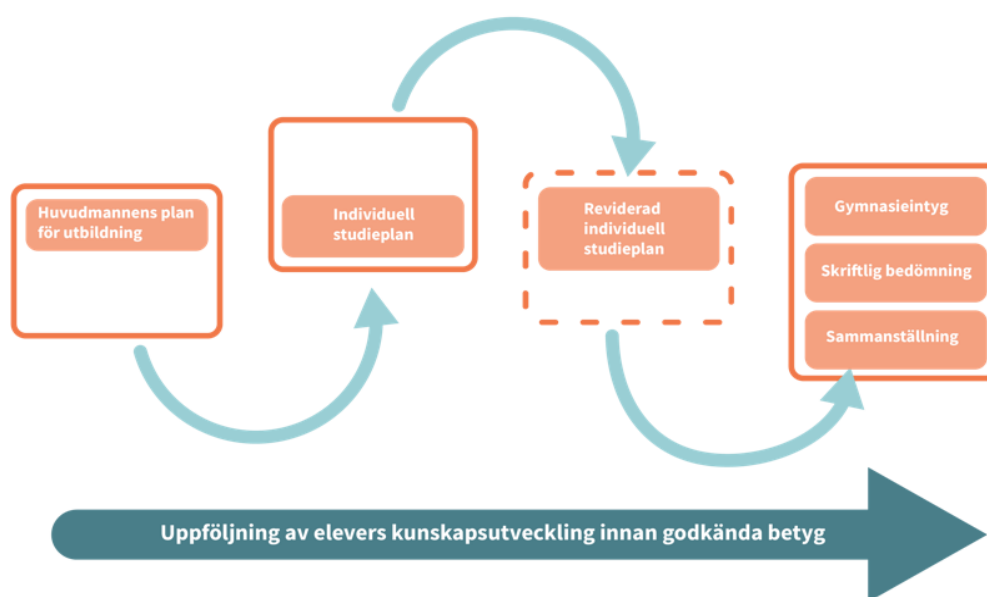 Huvudmannens plan
för utbildning
Individuell
studieplan
Reviderad
individuell
studieplan
Gymnasieintyg
Skriftlig bedömning
Sammanställning
Uppföljning av elevers kunskapsutveckling innan godkända betyg